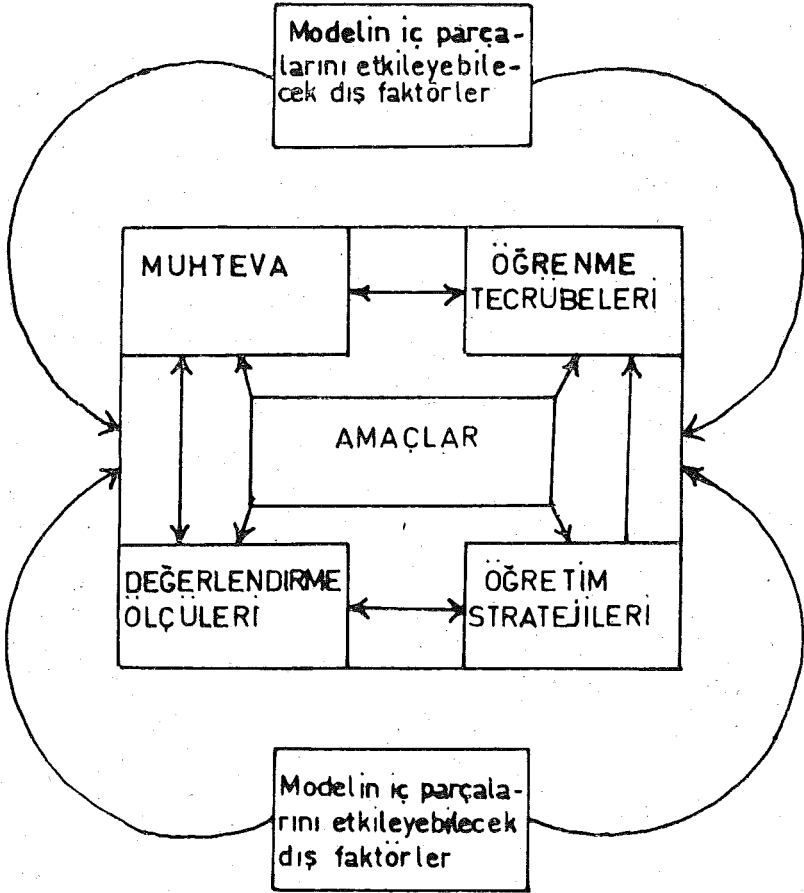 Modelin iç parça-
larını etkileyebile-
cek dış faktörler
MUHTEVA
ÖĞRENME
TECRÜBELERİ
AMAÇLAR
DEĞERLENDİRME
ÖLÇÜLERİ
ÖĞRETİM
STRATEJİLERİ
Modelin iç parçala-
rını etkileyebilecek
dış faktörler